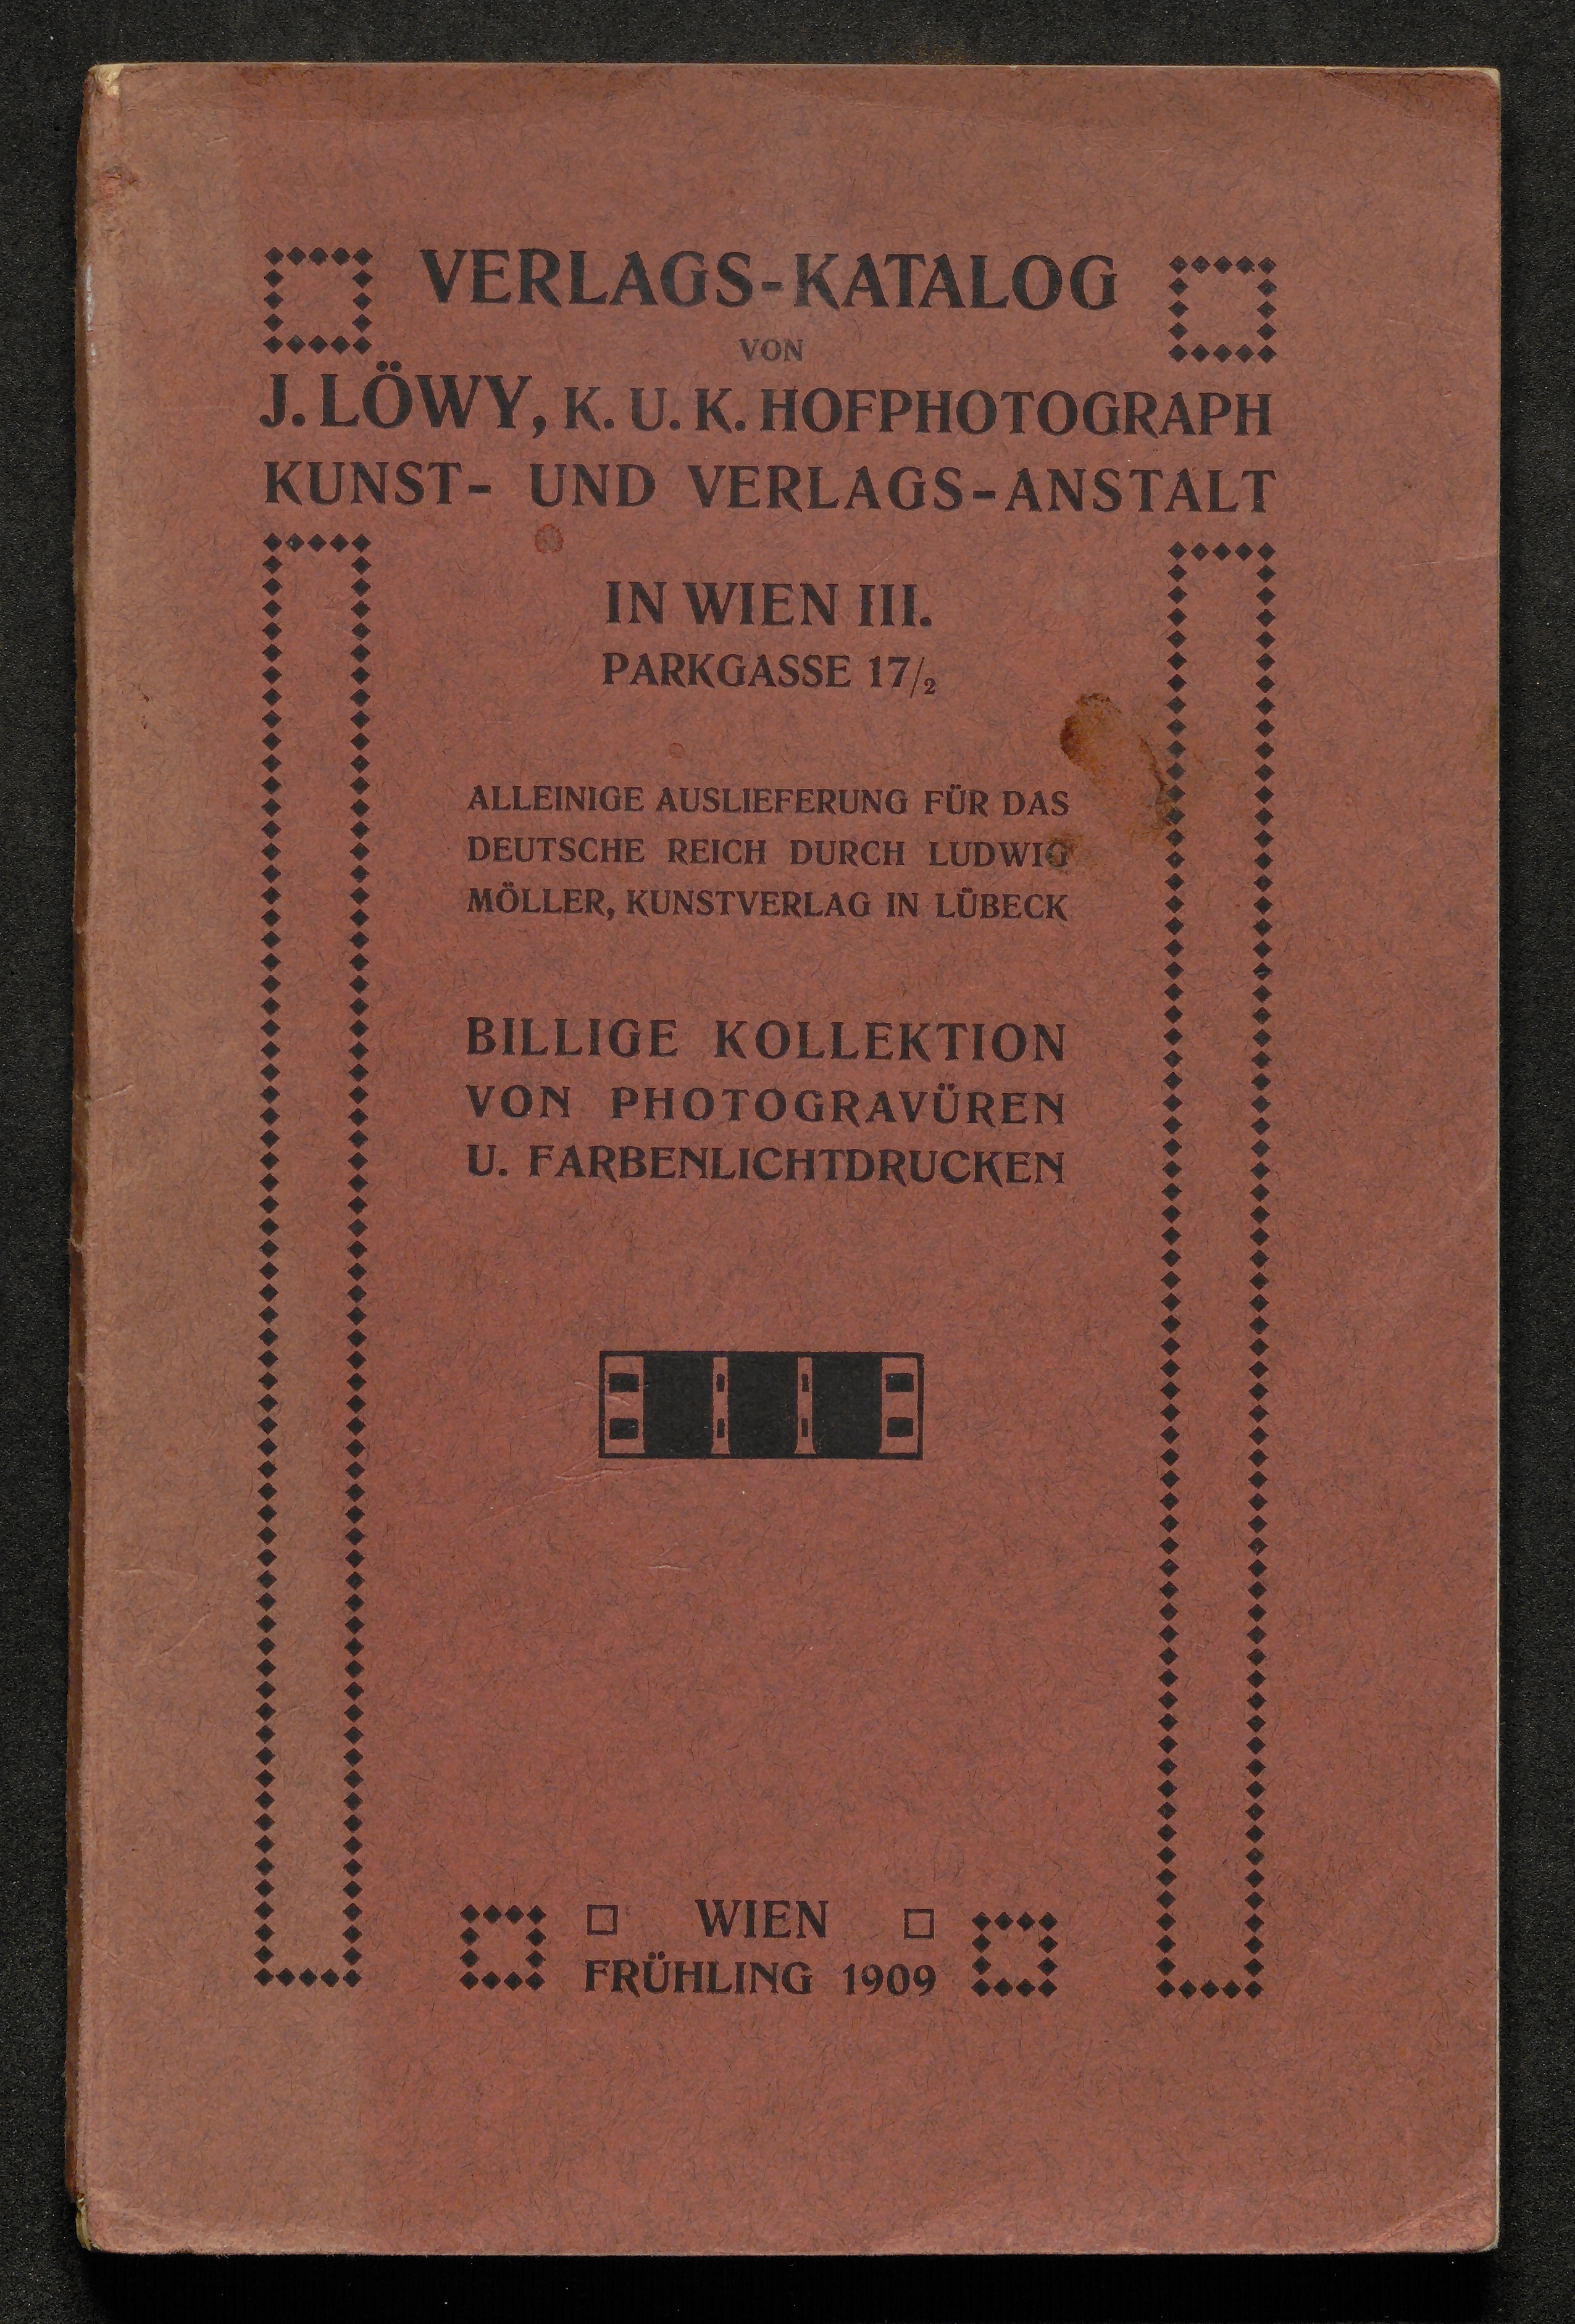 VERLAGS-KATALOG
VON
J. LÖWY, K. U. K. HOFPHOTOGRAPH
KUNST- UND VERLAGS-ANSTALT
IN WIEN III.
PARKGASSE 17/2
ALLEINIGE AUSLIEFERUNG FÜR DAS
DEUTSCHE REICH DURCH LUDWIG
MÖLLER, KUNSTVERLAG IN LÜBECK
BILLIGE KOLLEKTION
VON PHOTOGRAVÜREN
U. FARBENLICHTDRUCKEN
WIEN
FRÜHLING 1909